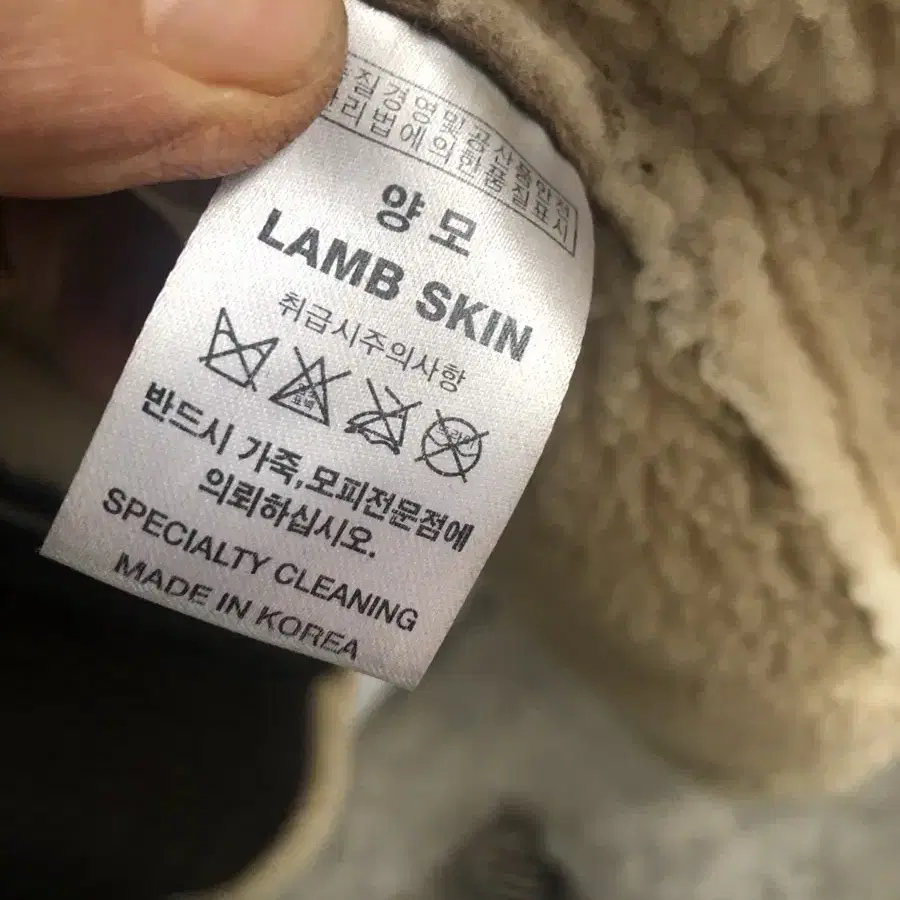 질경영및공산품안전
관리법에의한품질표시
양모
LAMB SKIN
취급시주의사항
반드시 가죽,모피전문점에
의뢰하십시오.
SPECIALTY CLEANING
MADE IN KOREA